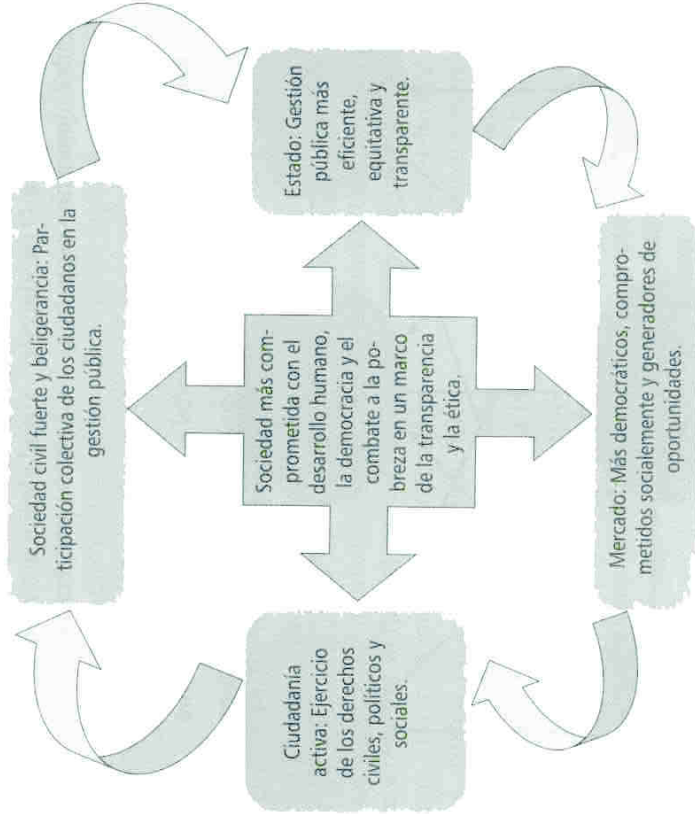 Sociedad civil fuerte y beligerancia: Par-
ticipación colectiva de los ciudadanos en la
gestión pública.
Ciudadanía
activa: Ejercicio
de los derechos
civiles, políticos y
sociales.
Sociedad más com-
prometida con el
desarrollo humano,
la democracia y el
combate a la po-
breza en un marco
de la transparencia
y la ética.
Estado: Gestión
pública más
eficiente,
equitativa y
transparente.
Mercado: Más democráticos, compro-
metidos socialemente y generadores de
oportunidades.